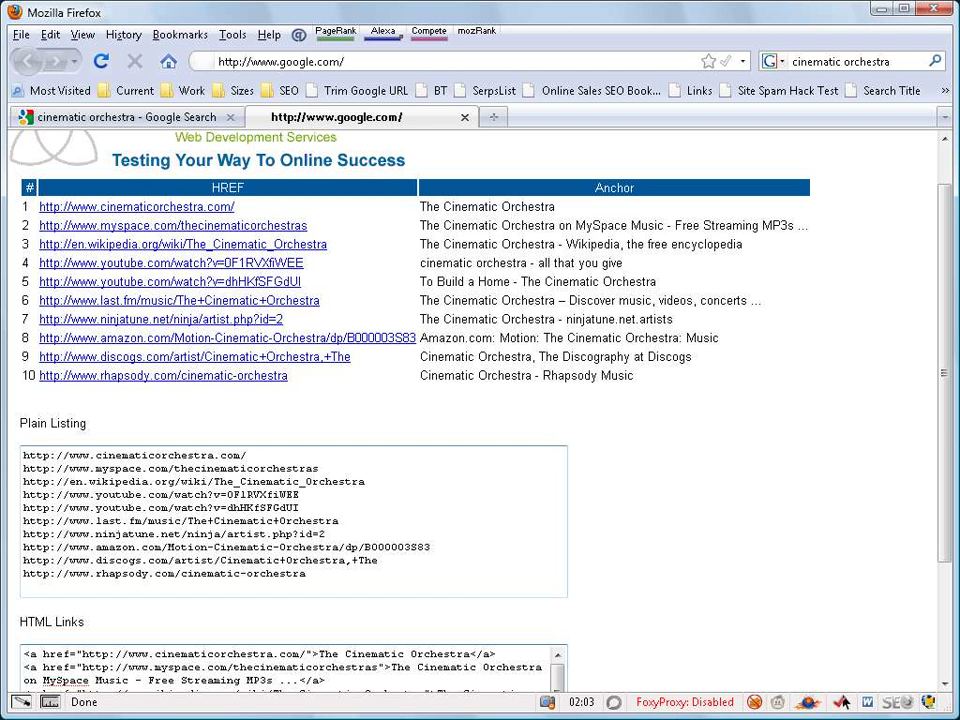 Mozilla Firefox
File Edit View History Bookmarks Tools Help PageRank Alexa Compete mozRank
http://www.google.com/ cinematic orchestra
Most Visited Current Work Sizes SEO Trim Google URL BT SerpsList Online Sales SEO Book... Links Site Spam Hack Test Search Title »
cinematic orchestra - Google Search http://www.google.com/
Web Development Services
Testing Your Way To Online Success
# HREF Anchor
1 http://www.cinematicorchestra.com/ The Cinematic Orchestra
2 http://www.myspace.com/thecinematicorchestras The Cinematic Orchestra on MySpace Music - Free Streaming MP3s ...
3 http://en.wikipedia.org/wiki/The_Cinematic_Orchestra The Cinematic Orchestra - Wikipedia, the free encyclopedia
4 http://www.youtube.com/watch?v=0F1RVXfiWEE cinematic orchestra - all that you give
5 http://www.youtube.com/watch?v=dhHKfSFGdUI To Build a Home - The Cinematic Orchestra
6 http://www.last.fm/music/The+Cinematic+Orchestra The Cinematic Orchestra – Discover music, videos, concerts ...
7 http://www.ninjatune.net/ninja/artist.php?id=2 The Cinematic Orchestra - ninjatune.net.artists
8 http://www.amazon.com/Motion-Cinematic-Orchestra/dp/B000003S83 Amazon.com: Motion: The Cinematic Orchestra: Music
9 http://www.discogs.com/artist/Cinematic+Orchestra,+The Cinematic Orchestra, The Discography at Discogs
10 http://www.rhapsody.com/cinematic-orchestra Cinematic Orchestra - Rhapsody Music
Plain Listing
http://www.cinematicorchestra.com/
http://www.myspace.com/thecinematicorchestras
http://en.wikipedia.org/wiki/The_Cinematic_Orchestra
http://www.youtube.com/watch?v=0F1RVXfiWEE
http://www.youtube.com/watch?v=dhHKfSFGdUI
http://www.last.fm/music/The+Cinematic+Orchestra
http://www.ninjatune.net/ninja/artist.php?id=2
http://www.amazon.com/Motion-Cinematic-Orchestra/dp/B000003S83
http://www.discogs.com/artist/Cinematic+Orchestra,+The
http://www.rhapsody.com/cinematic-orchestra
HTML Links
<a href="http://www.cinematicorchestra.com/">The Cinematic Orchestra</a>
<a href="http://www.myspace.com/thecinematicorchestras">The Cinematic Orchestra
on MySpace Music - Free Streaming MP3s ...</a>
Done 02:03 FoxyProxy: Disabled SEO